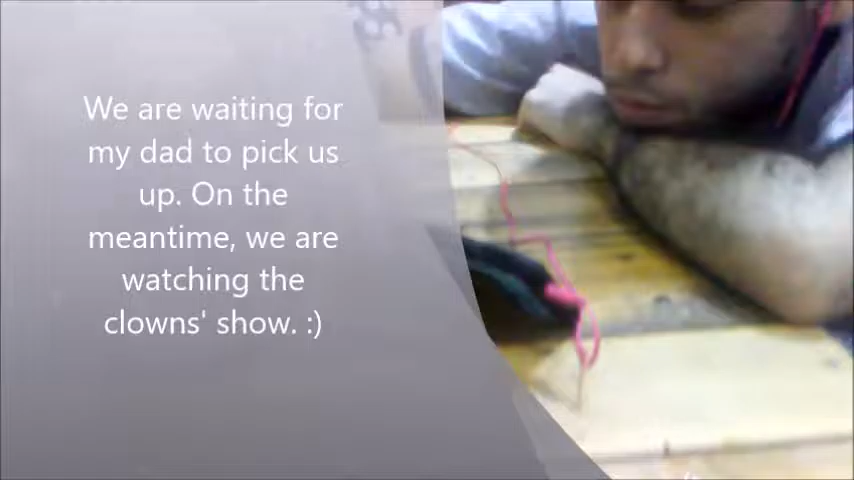 We are waiting for
my dad to pick us
up. On the
meantime, we are
watching the
clowns' show. :)